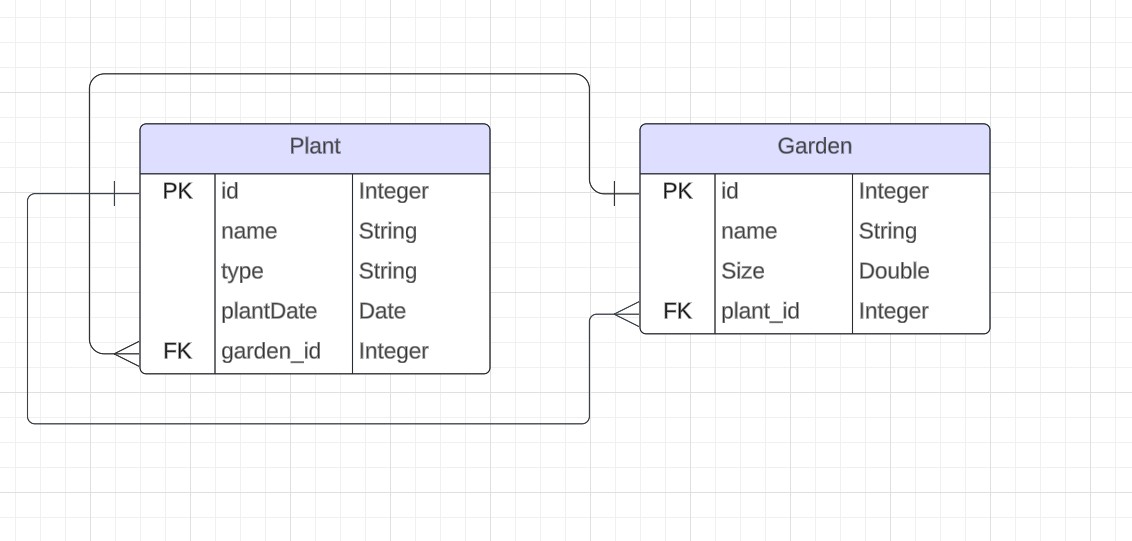 Plant
PK id Integer
name String
type String
plantDate Date
FK garden_id Integer
Garden
PK id Integer
name String
Size Double
FK plant_id Integer